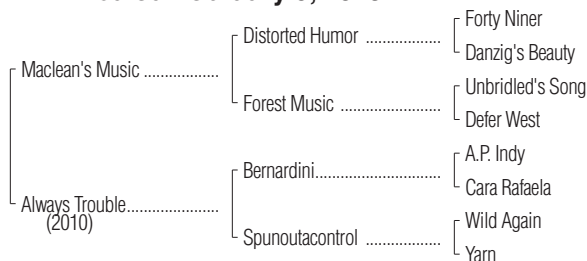 Forty Niner
Distorted Humor ..................
Danzig's Beauty
Maclean's Music ..................
Unbridled's Song
Forest Music ........................
Defer West
A.P. Indy
Bernardini..............................
Cara Rafaela
Always Trouble......................
(2010)
Wild Again
Spunoutacontrol ..................
Yarn